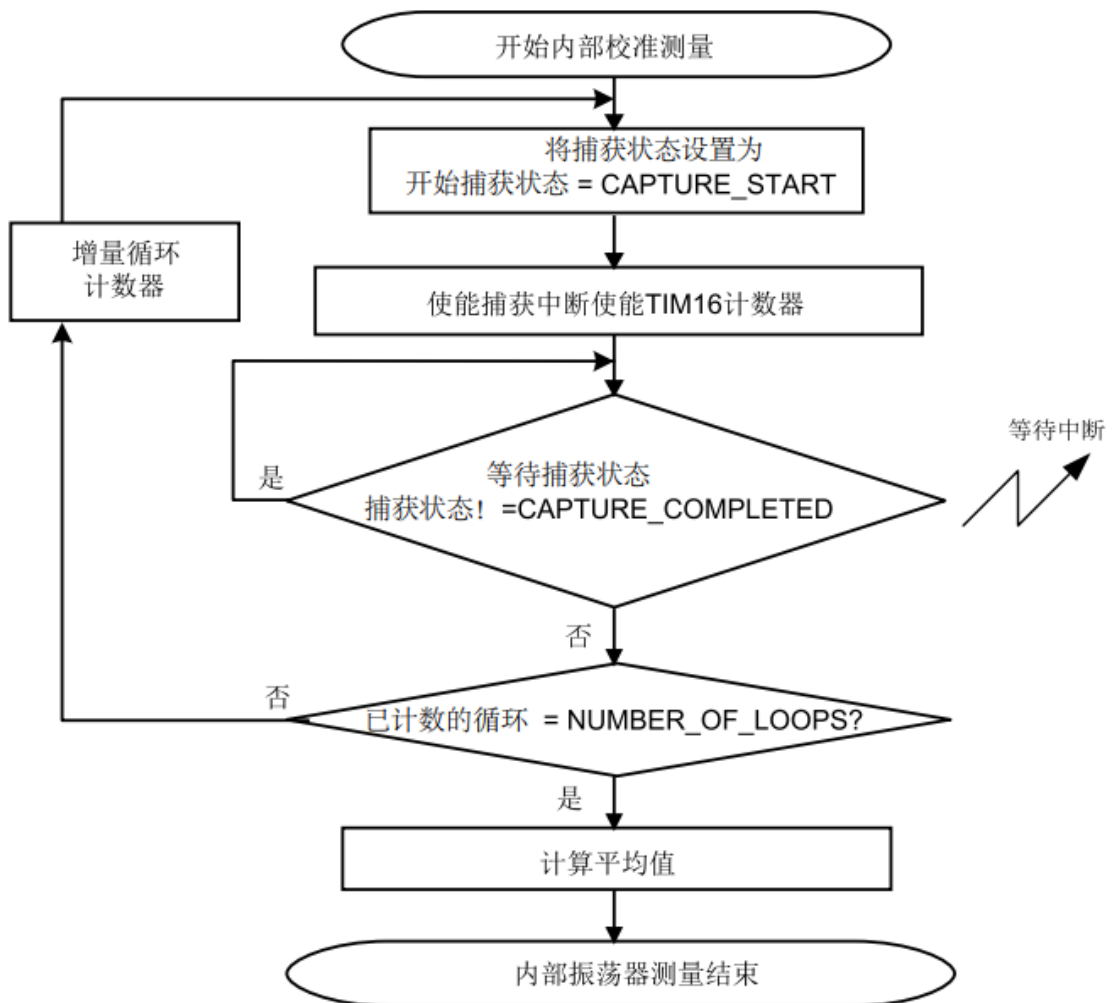 开始内部校准测量
将捕获状态设置为
开始捕获状态 = CAPTURE_START
增量循环
计数器
使能捕获中断使能TIM16计数器
等待中断
是
等待捕获状态
捕获状态！=CAPTURE_COMPLETED
否
否
已计数的循环 = NUMBER_OF_LOOPS?
是
计算平均值
内部振荡器测量结束